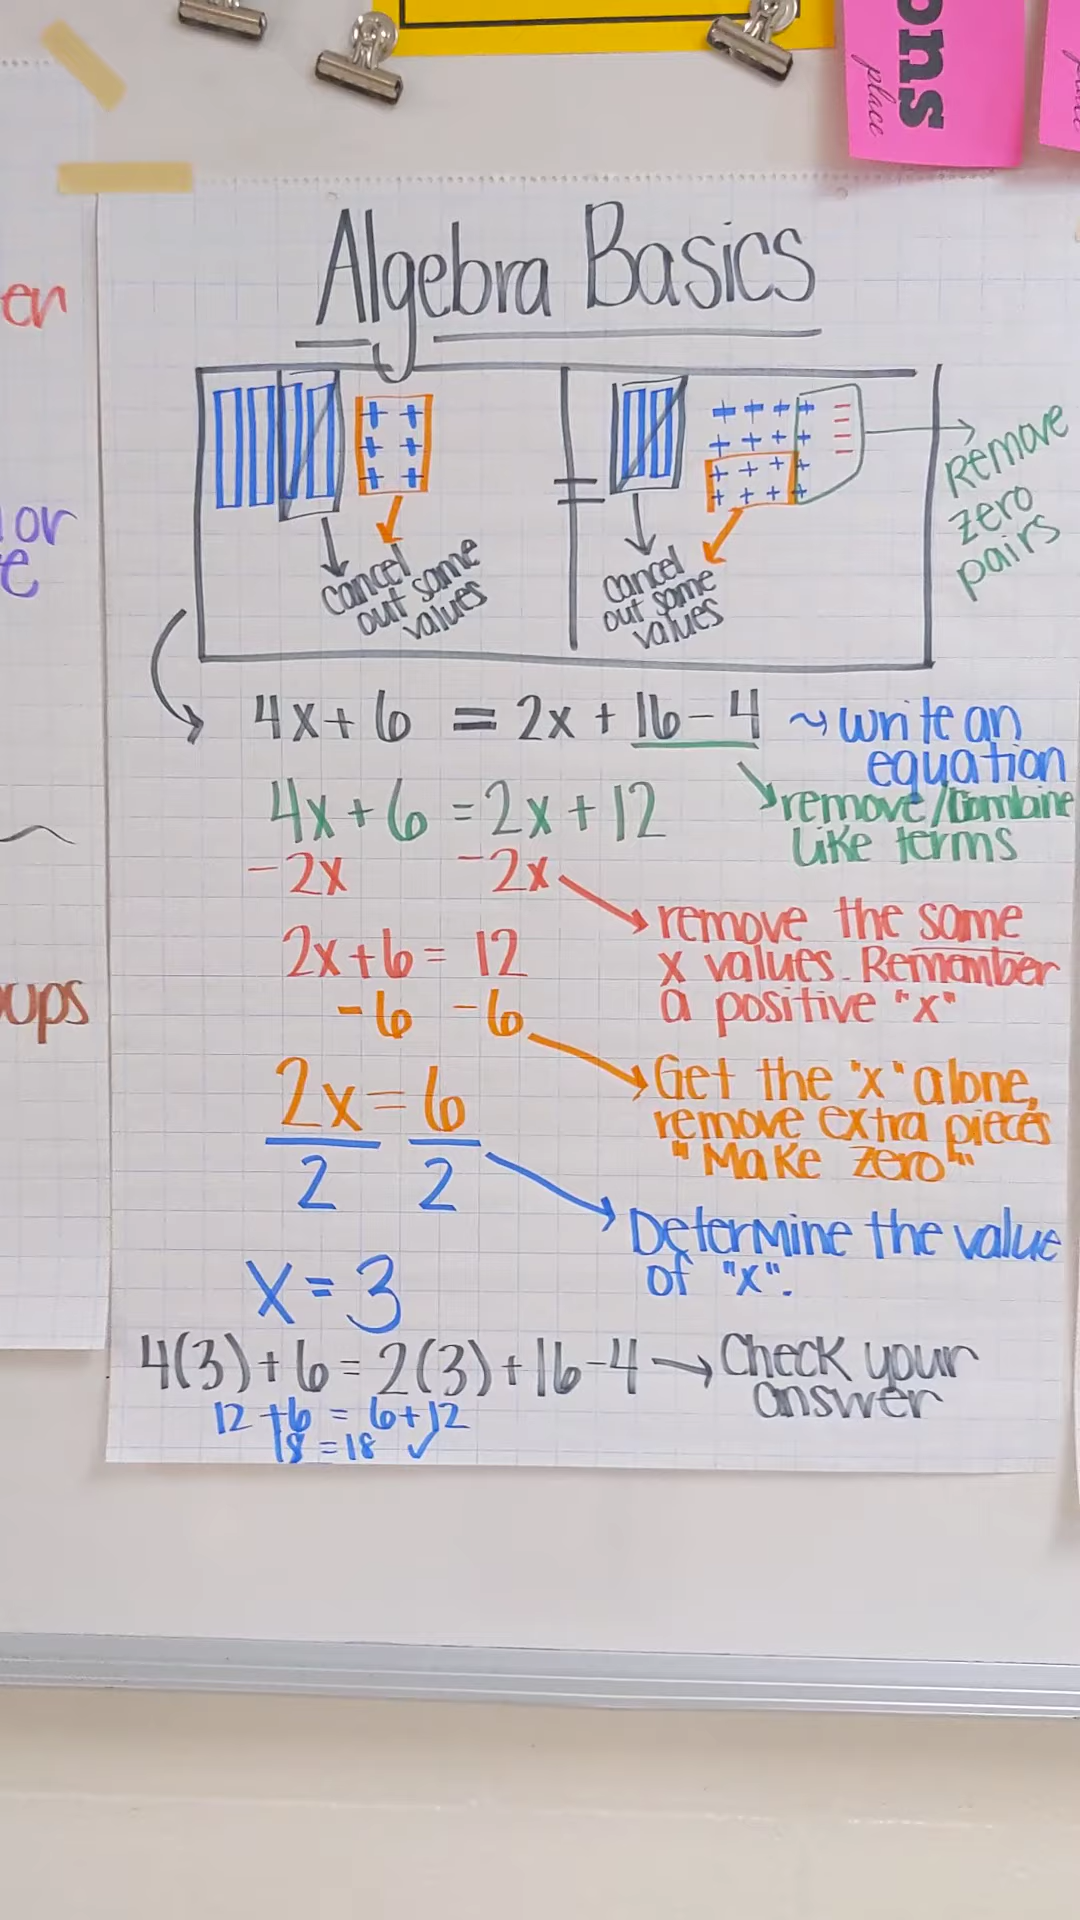 ons
place
en
or
e
ups
Algebra Basics
cancel
out same
values
cancel
out same
values
Remove
zero
pairs
4x + 6 = 2x + 16 - 4 ~ write an
equation
4x + 6 = 2x + 12
remove/Combine
Like terms
-2x -2x
remove the same
x values. Remember
a positive "x"
2x + 6 = 12
-6 -6
Get the "x" alone,
remove extra pieces
"Make zero"
2x = 6
2 2
Determine the value
of "x".
x = 3
4(3) + 6 = 2(3) + 16 - 4 → Check your
answer
12 + 6 = 6 + 12
18 = 18 ✓